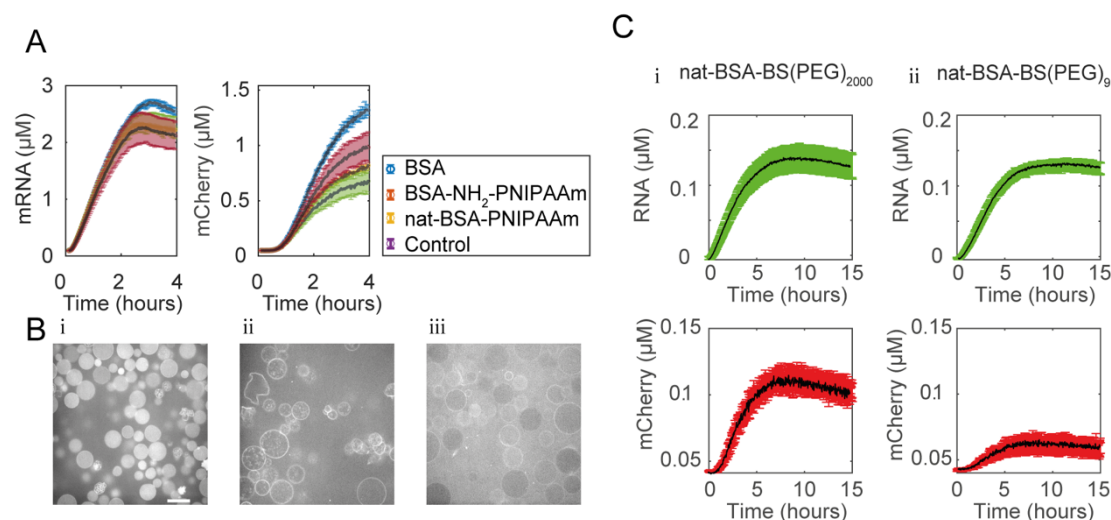 A
mRNA (µM)
3
2
1
0
0 2 4
Time (hours)
mCherry (µM)
1.5
1
0.5
0
0 2 4
Time (hours)
BSA
BSA-NH₂-PNIPAAm
nat-BSA-PNIPAAm
Control
B
i ii iii
C
i nat-BSA-BS(PEG)₂₀₀₀
RNA (µM)
0.2
0.1
0
0 5 10 15
Time (hours)
ii nat-BSA-BS(PEG)₉
RNA (µM)
0.2
0.1
0
0 5 10 15
Time (hours)
mCherry (µM)
0.15
0.1
0.05
0 5 10 15
Time (hours)
mCherry (µM)
0.15
0.1
0.05
0 5 10 15
Time (hours)